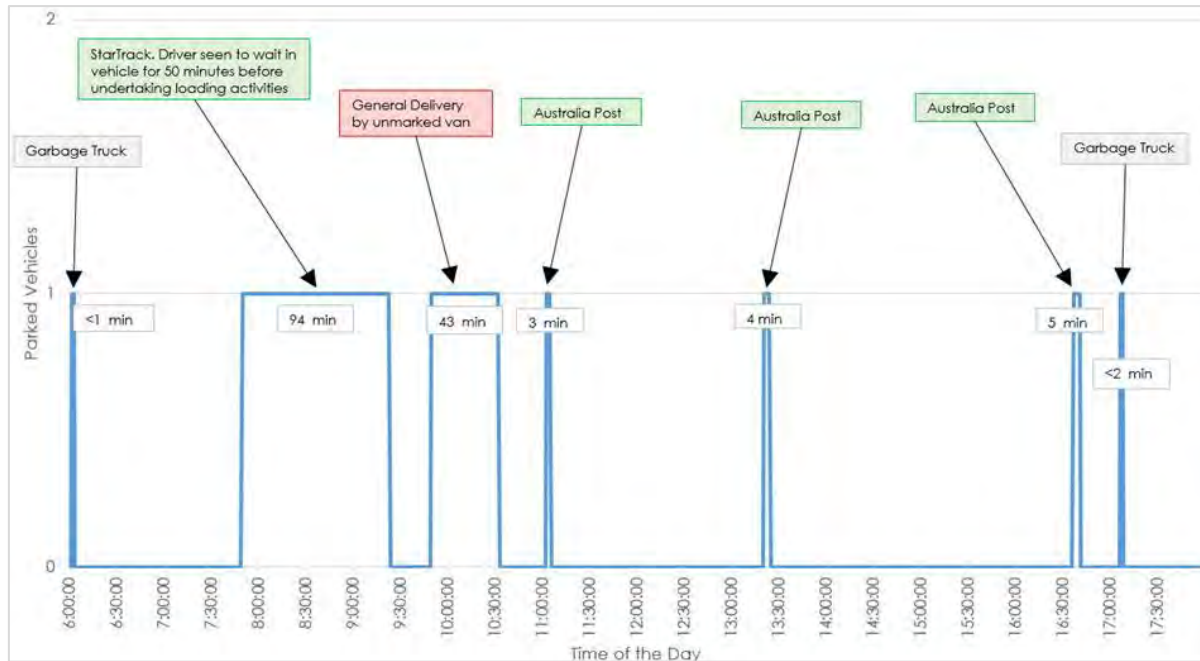 2
StarTrack. Driver seen to wait in
vehicle for 50 minutes before
undertaking loading activities
General Delivery
by unmarked van
Australia Post
Australia Post
Australia Post
Garbage Truck
Garbage Truck
Parked Vehicles
1
<1 min
94 min
43 min
3 min
4 min
5 min
<2 min
0
6:00:00
6:30:00
7:00:00
7:30:00
8:00:00
8:30:00
9:00:00
9:30:00
10:00:00
10:30:00
11:00:00
11:30:00
12:00:00
12:30:00
13:00:00
13:30:00
14:00:00
14:30:00
15:00:00
15:30:00
16:00:00
16:30:00
17:00:00
17:30:00
Time of the Day